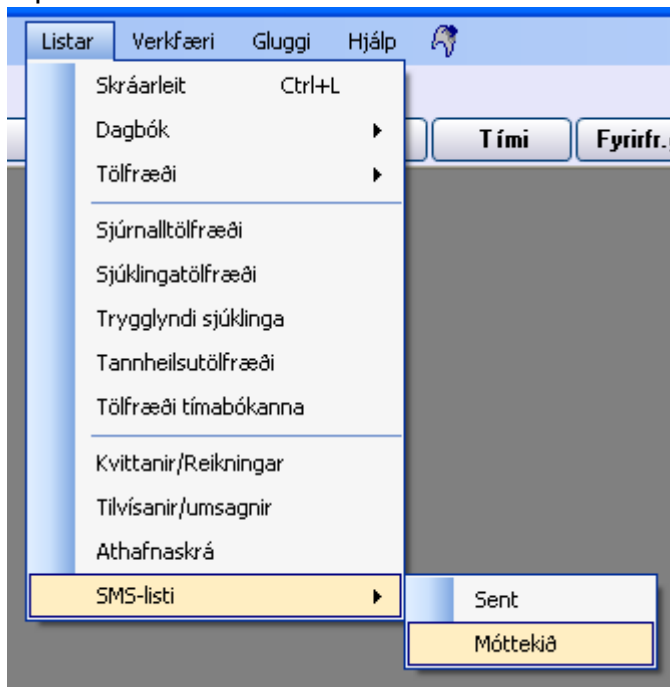 Listar Verkfæri Gluggi Hjálp
Skráarleit Ctrl+L
Dagbók
Tölfræði
Tími Fyrirfr.
Sjúrnalltölfræði
Sjúklingatölfræði
Trygglyndi sjúklinga
Tannheilsutölfræði
Tölfræði tímabókanna
Kvittanir/Reikningar
Tilvísanir/umsagnir
Athafnaskrá
SMS-listi
Sent
Móttekið